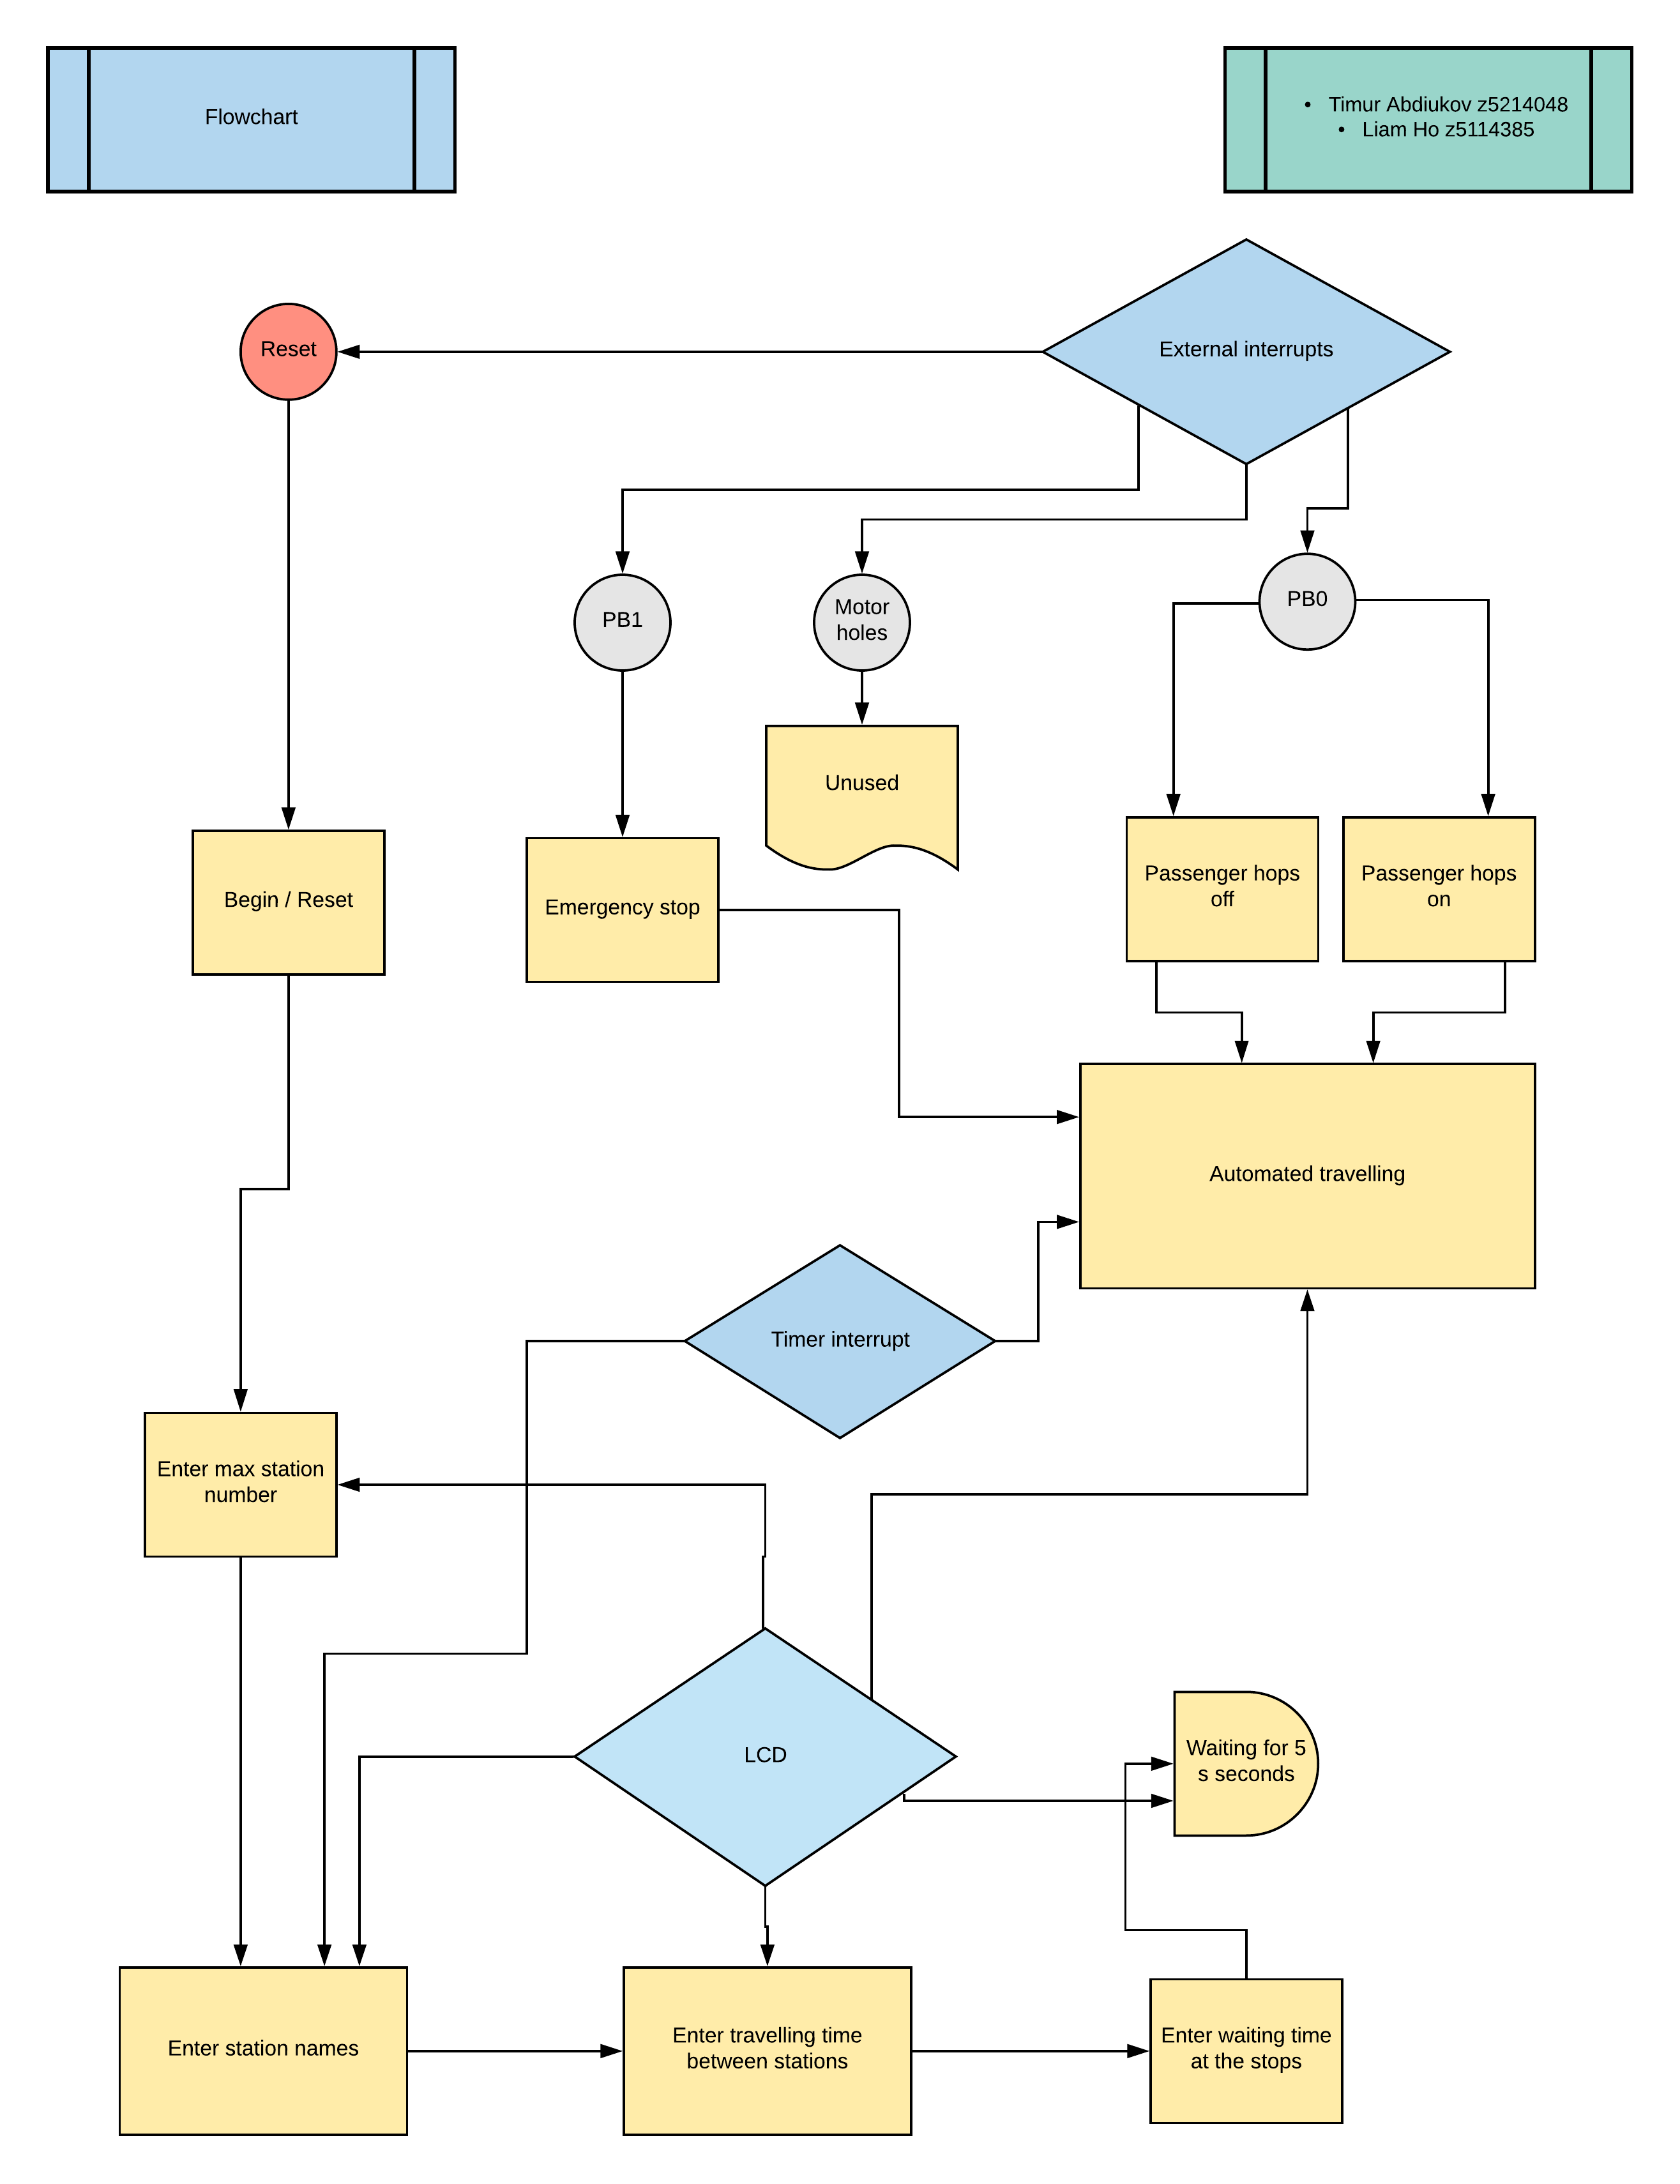 Flowchart
• Timur Abdiukov z5214048
• Liam Ho z5114385
External interrupts
Reset
PB1
Motor
holes
PB0
Unused
Passenger hops
off
Passenger hops
on
Begin / Reset
Emergency stop
Automated travelling
Timer interrupt
Enter max station
number
LCD
Waiting for 5
s seconds
Enter station names
Enter travelling time
between stations
Enter waiting time
at the stops